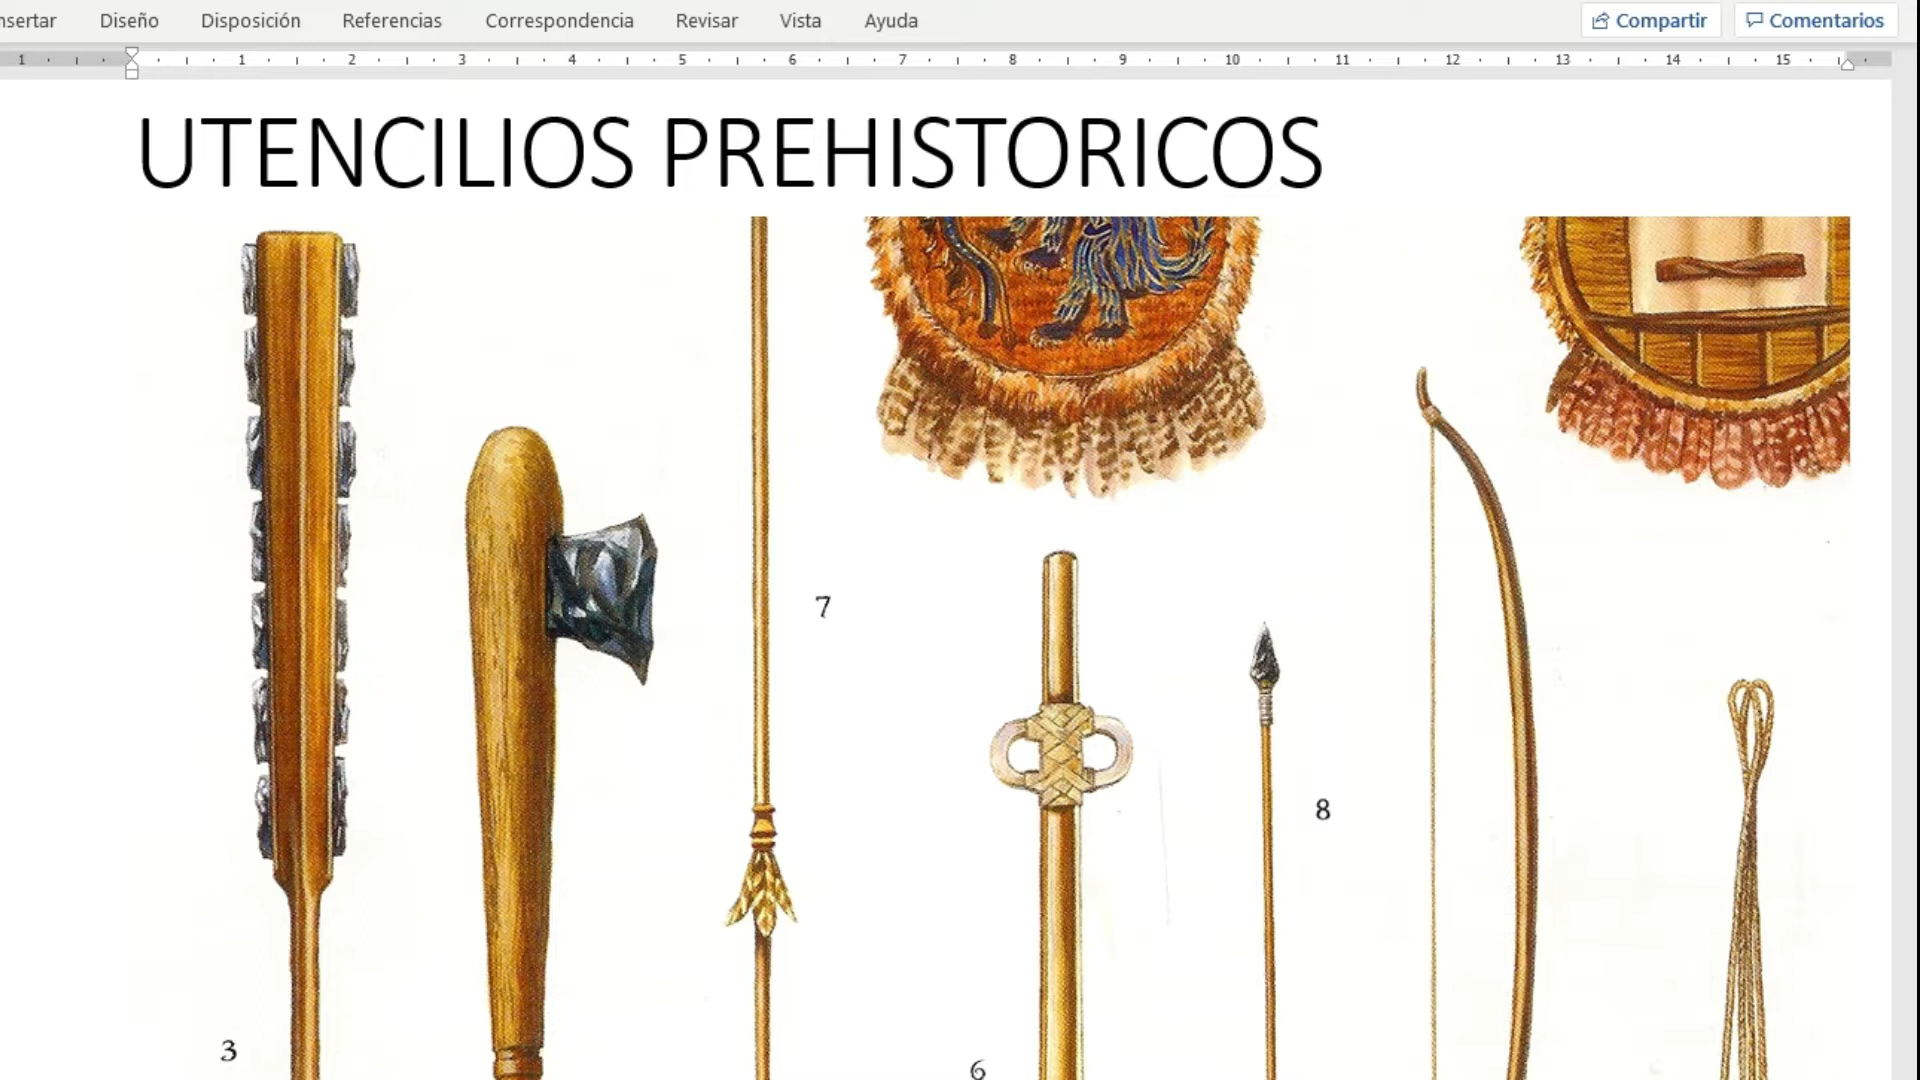 nsertar Diseño Disposición Referencias Correspondencia Revisar Vista Ayuda Compartir Comentarios
1 1 2 3 4 5 6 7 8 9 10 11 12 13 14 15
UTENCILIOS PREHISTORICOS
7
8
3
6